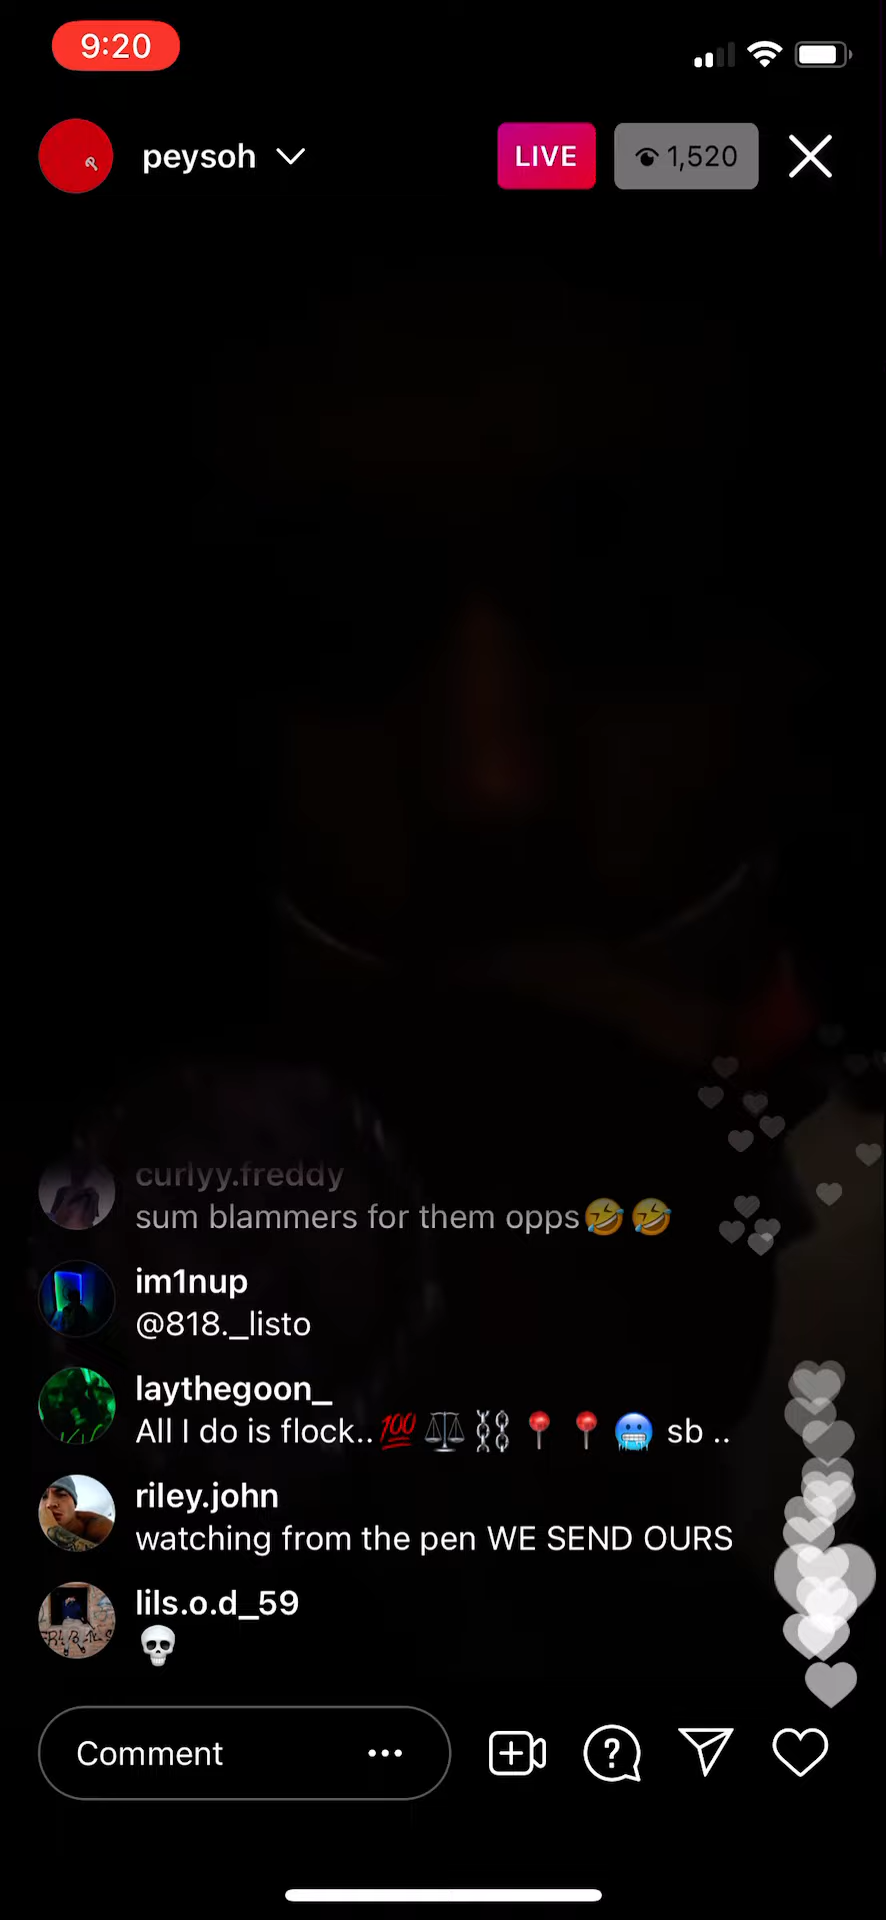 9:20
peysoh
LIVE
1,520
curlyy.freddy
sum blammers for them opps🤣🤣
im1nup
@818._listo
laythegoon_
All I do is flock..💯⚖️⛓️📍📍🥶 sb ..
riley.john
watching from the pen WE SEND OURS
lils.o.d_59
💀
Comment